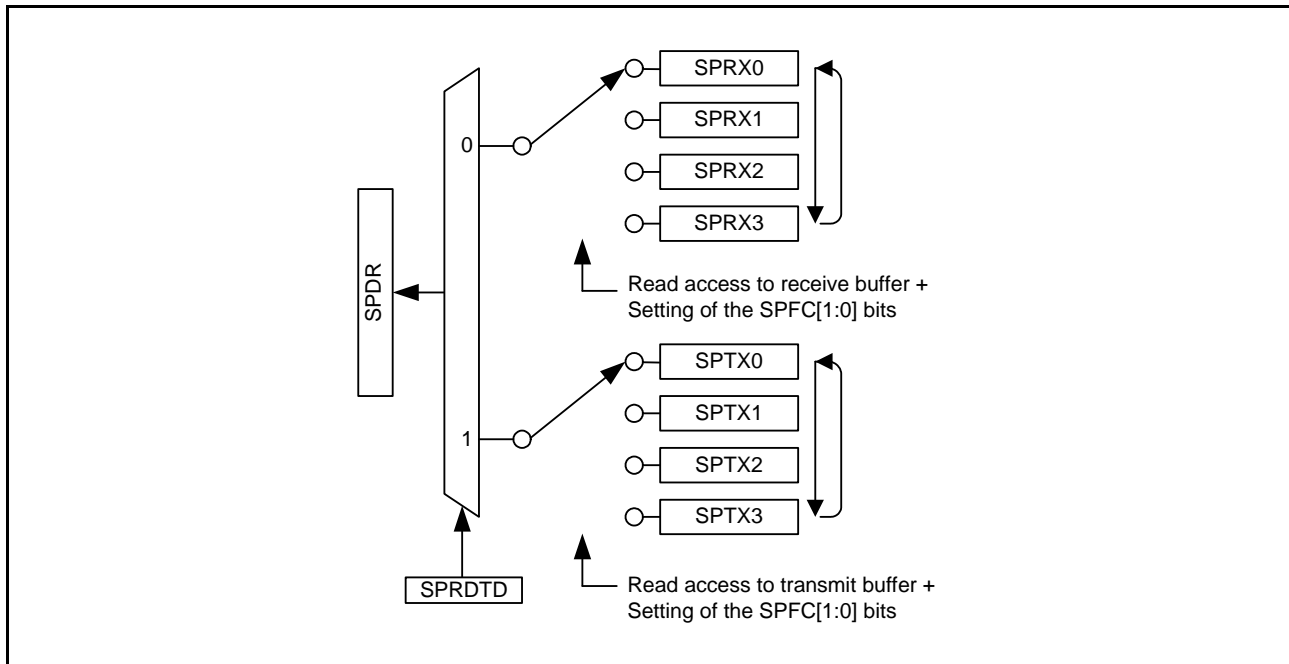 SPRX0
SPRX1
0
SPRX2
SPRX3
SPDR
Read access to receive buffer +
Setting of the SPFC[1:0] bits
SPTX0
SPTX1
1
SPTX2
SPTX3
SPRDTD
Read access to transmit buffer +
Setting of the SPFC[1:0] bits